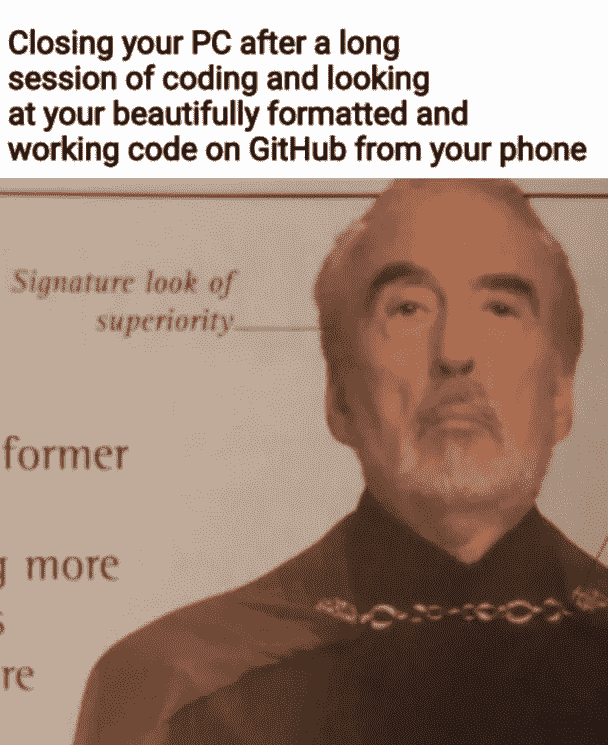 Closing your PC after a long
session of coding and looking
at your beautifully formatted and
working code on GitHub from your phone
Signature look of
superiority
former
more
re